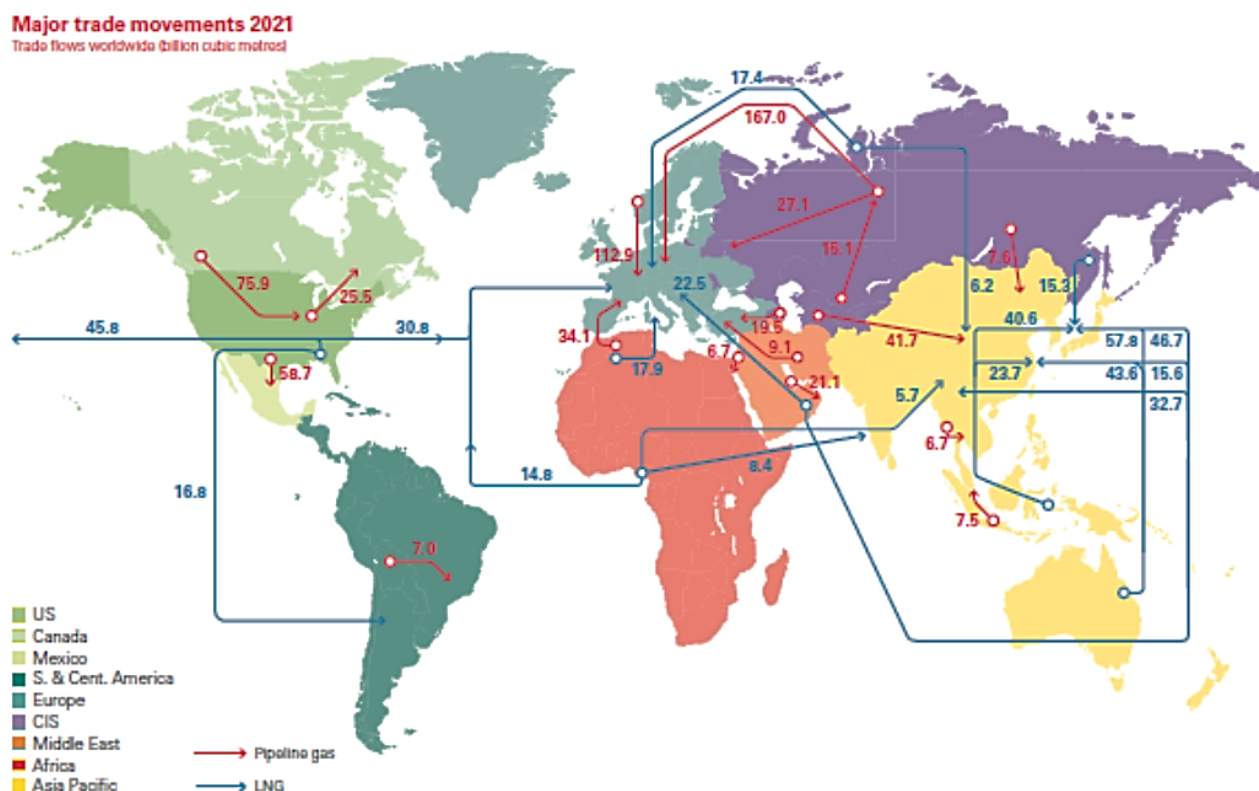 Major trade movements 2021
Trade flows worldwide (billion cubic metres)
17.4
167.0
27.1
15.1
7.6
112.9
22.5
6.2
15.3
75.9
25.5
45.8
30.8
34.1
17.9
19.5
9.1
6.7
21.1
41.7
40.6
57.8
46.7
58.7
23.7
43.6
15.6
5.7
32.7
6.7
8.4
14.8
16.8
7.5
7.0
US
Canada
Mexico
S. & Cent. America
Europe
CIS
Middle East
Africa
Asia Pacific
Pipeline gas
LNG